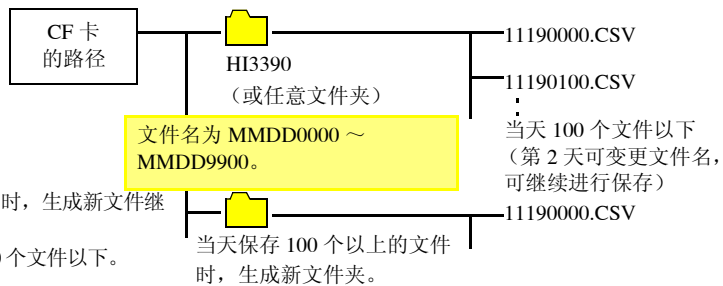 CF 卡
的路径
HI3390
（或任意文件夹）
11190000.CSV
11190100.CSV
当天 100 个文件以下
（第 2 天可变更文件名，
可继续进行保存）
文件名为 MMDD0000 ～
MMDD9900。
时，生成新文件继
个文件以下。
当天保存 100 个以上的文件
时，生成新文件夹。
11190000.CSV